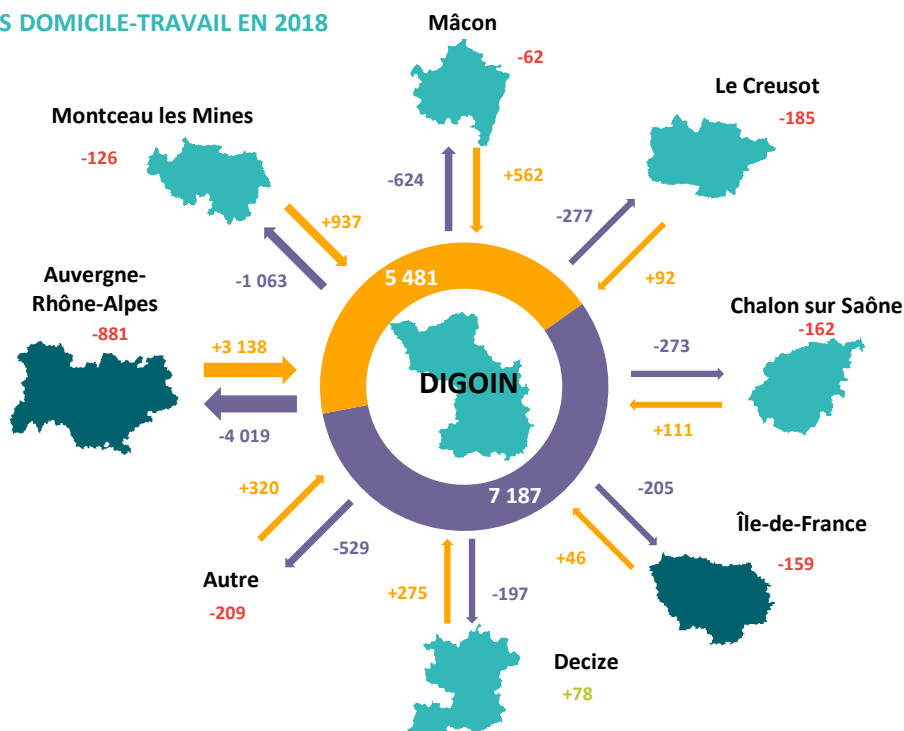 S DOMICILE-TRAVAIL EN 2018
Mâcon
-62
Le Creusot
-185
Montceau les Mines
-126
-624
+562
-277
+937
-1 063
5 481
+92
Auvergne-
Rhône-Alpes
-881
Chalon sur Saône
-162
+3 138
-273
DIGOIN
-4 019
+111
+320
7 187
-205
Île-de-France
-159
-529
+46
Autre
-209
+275
-197
Decize
+78